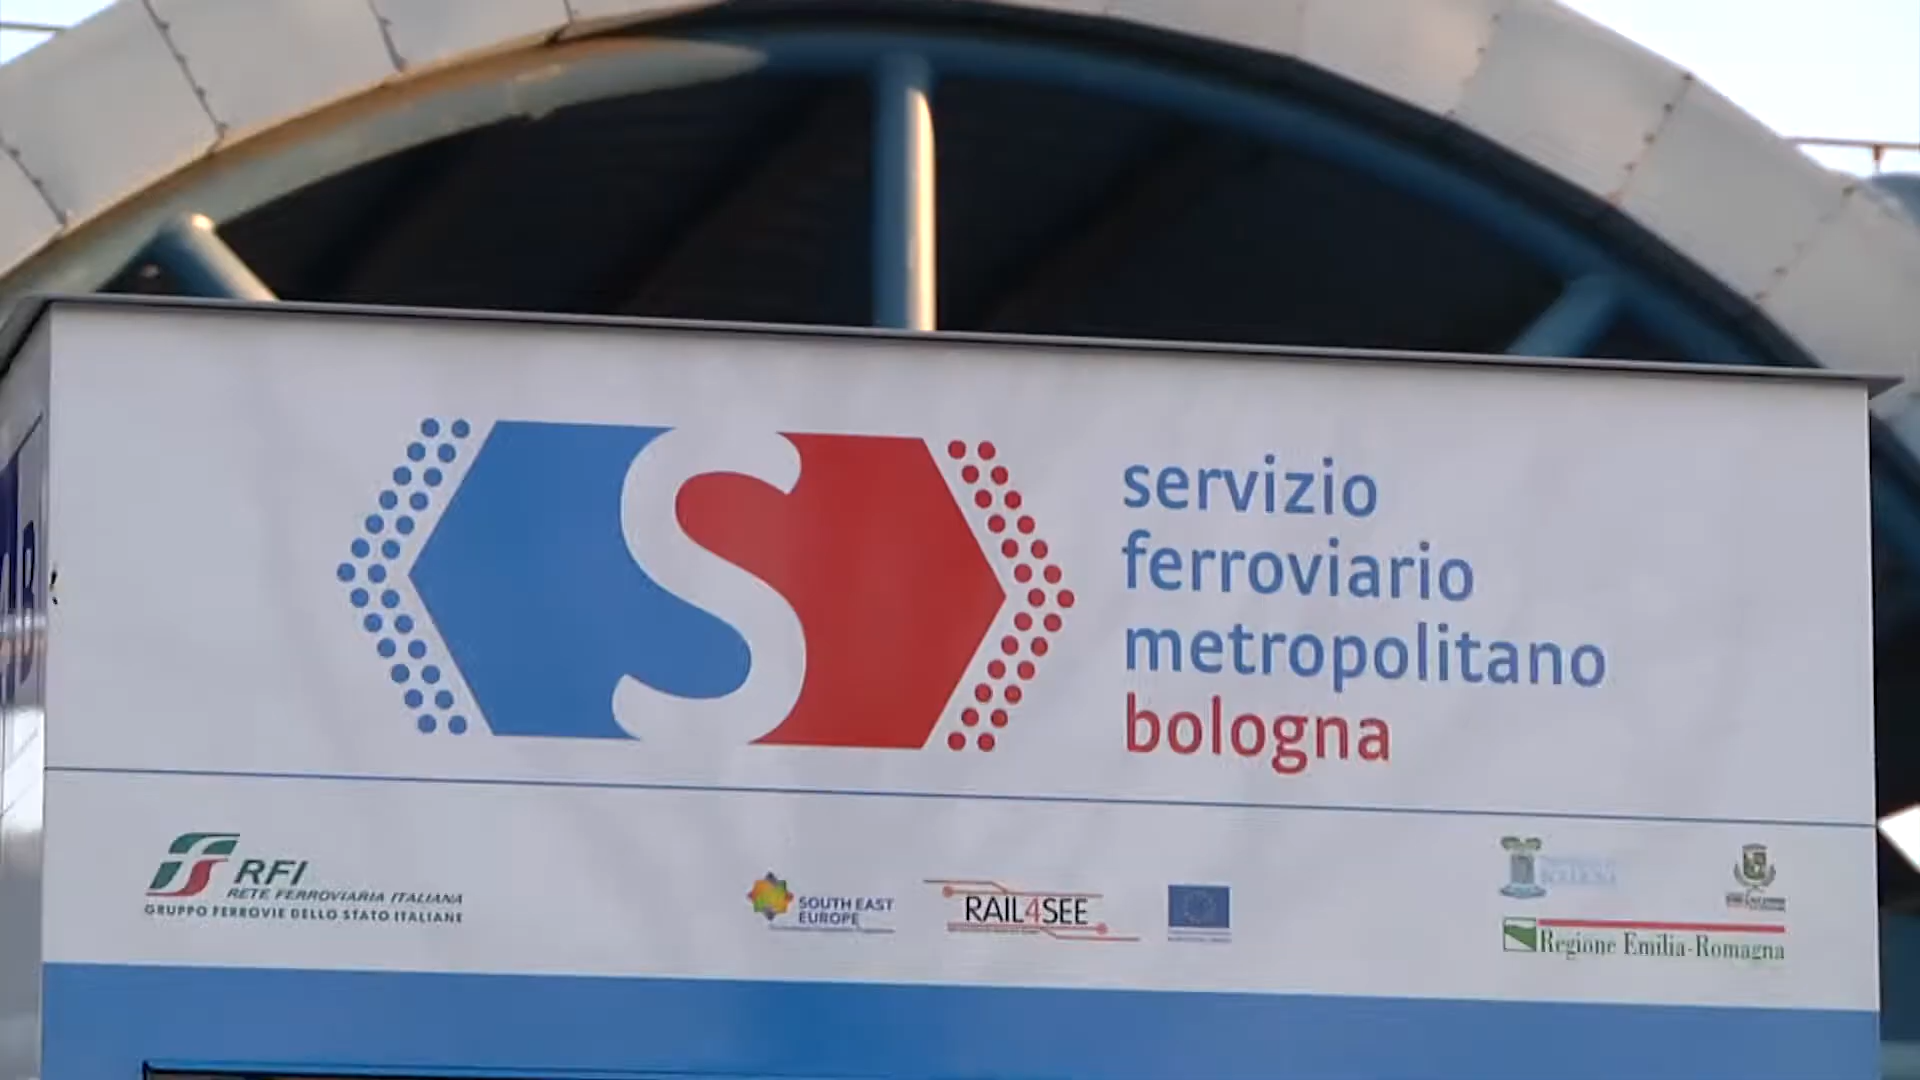 servizio
ferroviario
metropolitano
bologna
RFI
RETE FERROVIARIA ITALIANA
GRUPPO FERROVIE DELLO STATO ITALIANE
SOUTH EAST
EUROPE
RAIL4SEE
Regione Emilia-Romagna